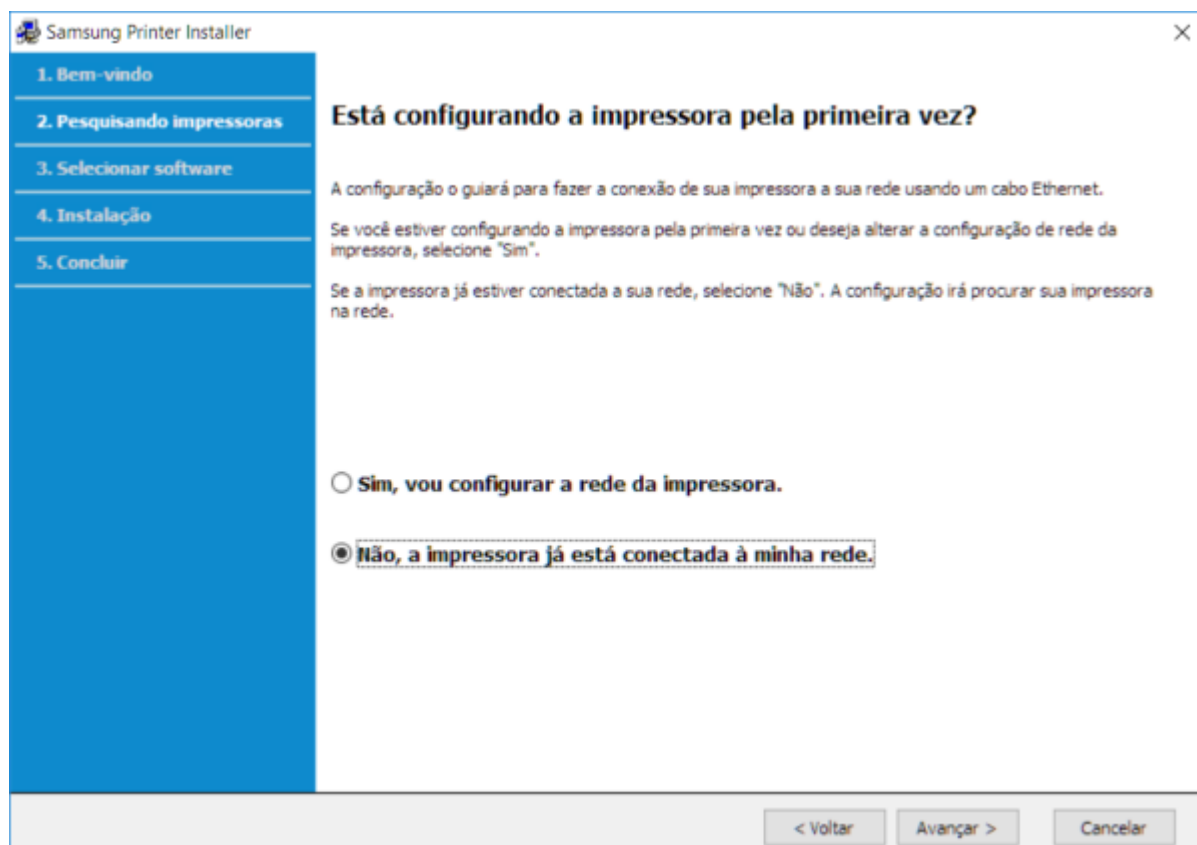 Samsung Printer Installer
1. Bem-vindo
2. Pesquisando impressoras
3. Selecionar software
4. Instalação
5. Concluir
Está configurando a impressora pela primeira vez?
A configuração o guiará para fazer a conexão de sua impressora a sua rede usando um cabo Ethernet.
Se você estiver configurando a impressora pela primeira vez ou deseja alterar a configuração de rede da
impressora, selecione "Sim".
Se a impressora já estiver conectada a sua rede, selecione "Não". A configuração irá procurar sua impressora
na rede.
Sim, vou configurar a rede da impressora.
Não, a impressora já está conectada à minha rede.
< Voltar
Avançar >
Cancelar